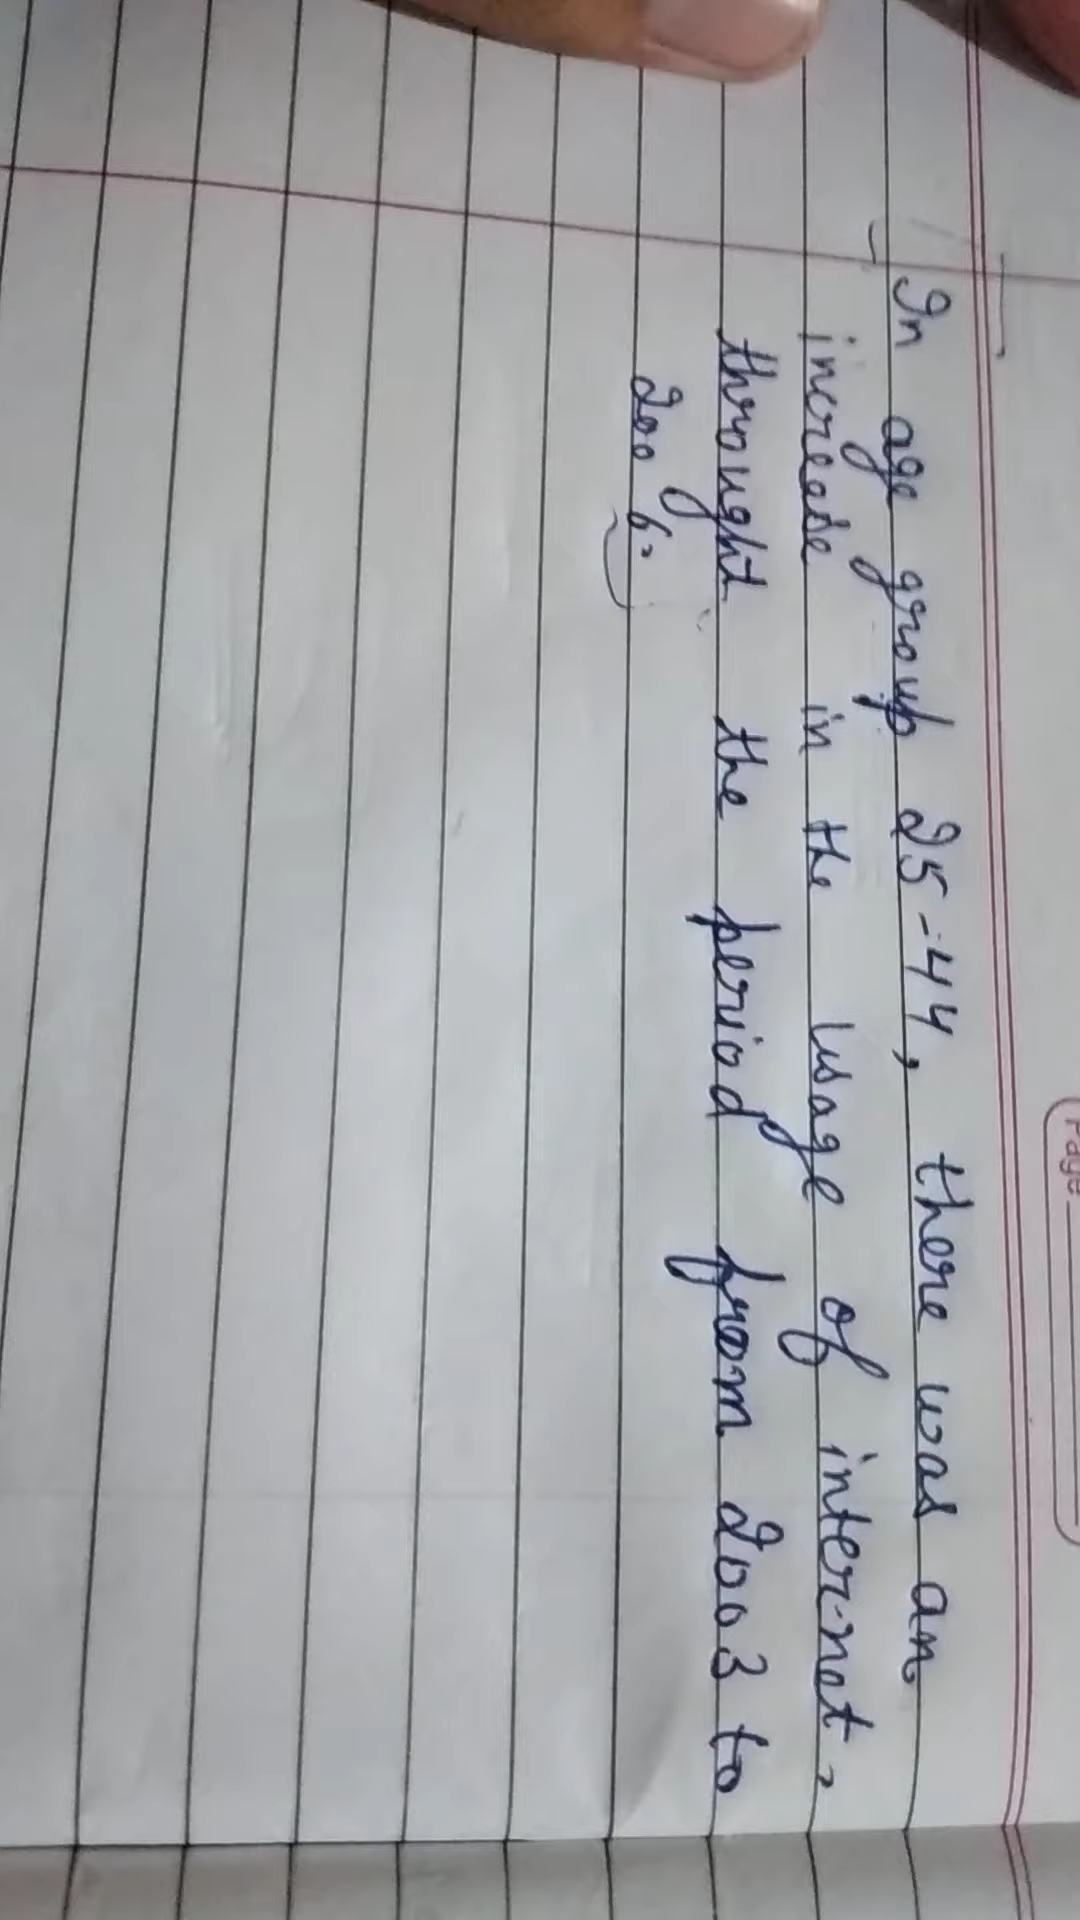 Page
In age group 25-44, there was an
increase in the usage of internet,
throught the period from 2003 to
2006.